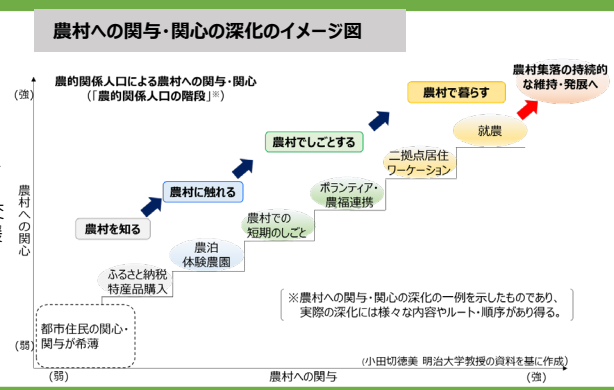 農村への関与・関心の深化のイメージ図
農的関係人口による農村への関与・関心
(「農的関係人口の階段」※)
(強)
農村への関心
(弱)
農村集落の持続的
な維持・発展へ
農村で暮らす
就農
農村でしごとする
二拠点居住
ワーケーション
農村に触れる
ボランティア・
農福連携
農村を知る
農村での
短期のしごと
農泊
体験農園
ふるさと納税
特産品購入
都市住民の関心・
関与が希薄
※農村への関与・関心の深化の一例を示したものであり、
実際の深化には様々な内容やルート・順序があり得る。
(小田切徳美 明治大学教授の資料を基に作成)
(弱)
農村への関与
(強)